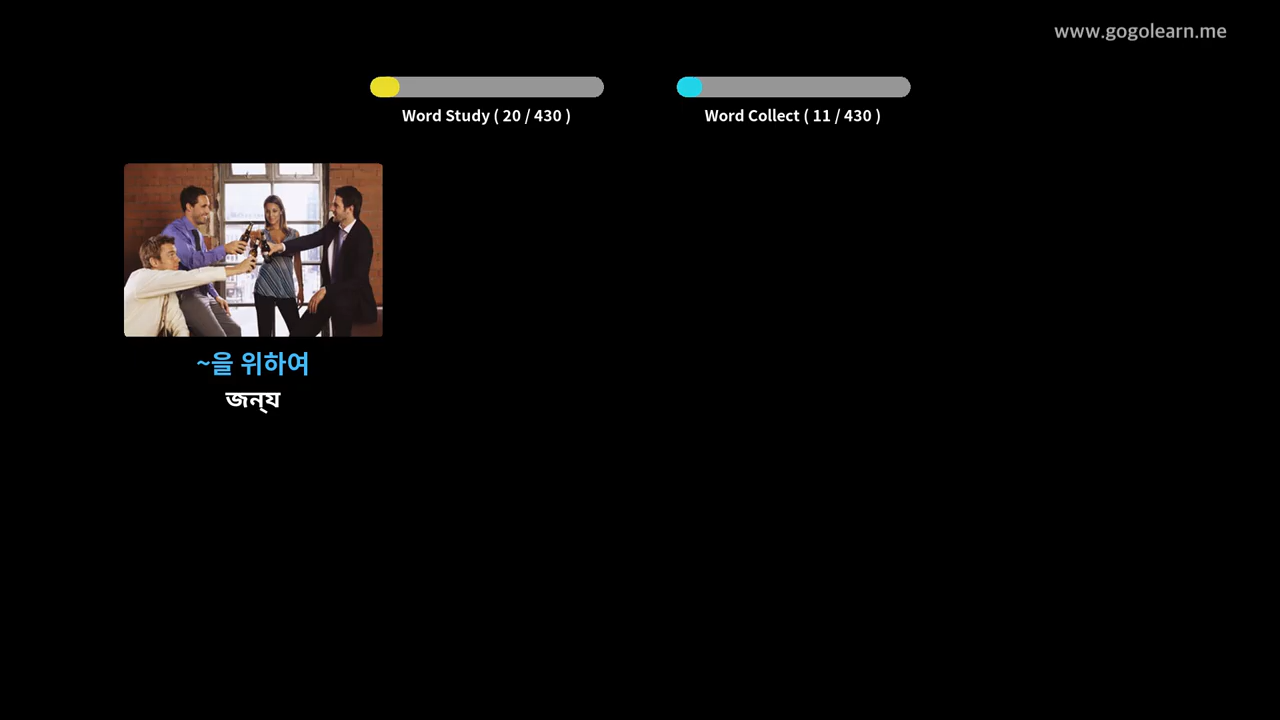 www.gogolearn.me
Word Study ( 20 / 430 )
Word Collect ( 11 / 430 )
~을 위하여
জন্য